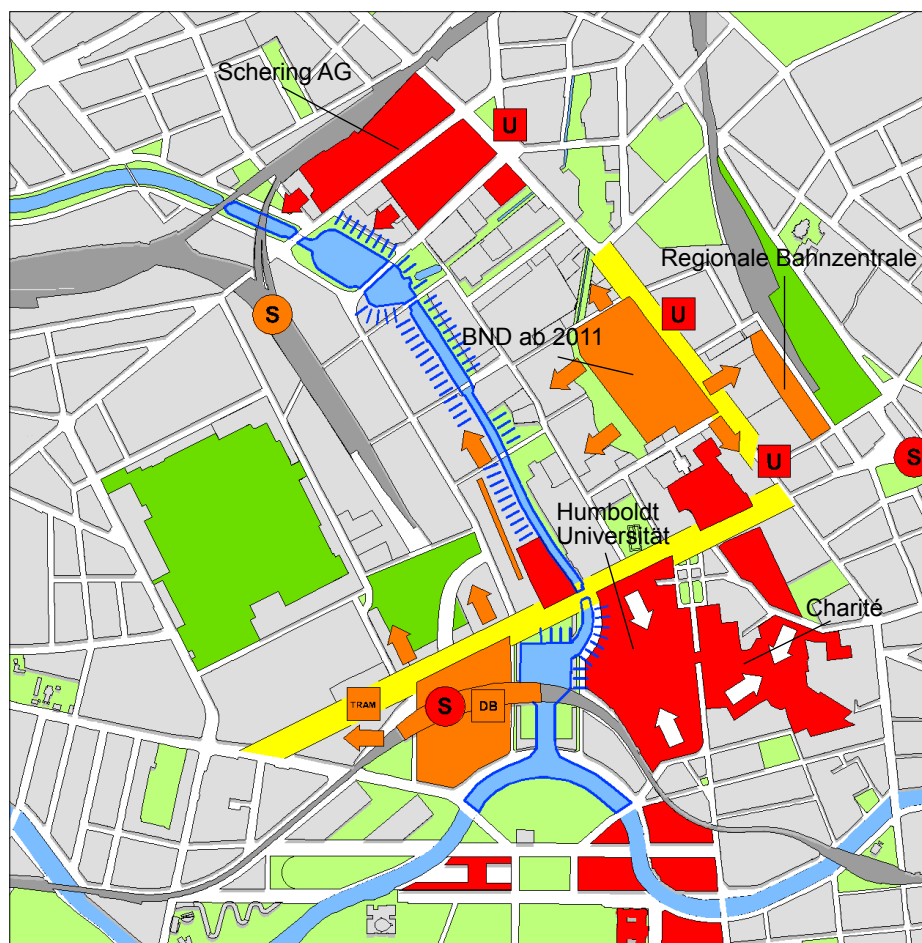 Schering AG
U
Regionale Bahnzentrale
S
U
BND ab 2011
U
S
Humboldt
Universität
Charité
TRAM
S
DB